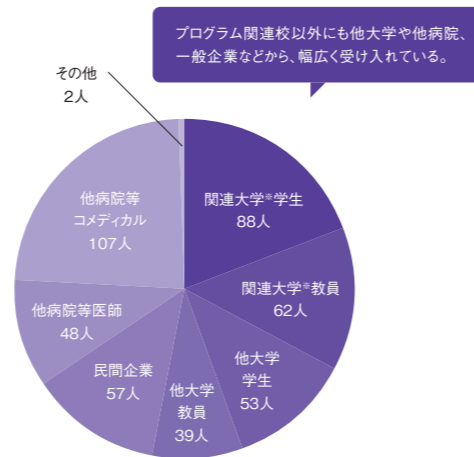 プログラム関連校以外にも他大学や他病院、
一般企業などから、幅広く受け入れている。
その他
2人
関連大学※学生
88人
関連大学※教員
62人
他大学
学生
53人
他大学
教員
39人
民間企業
57人
他病院等医師
48人
他病院等
コメディカル
107人